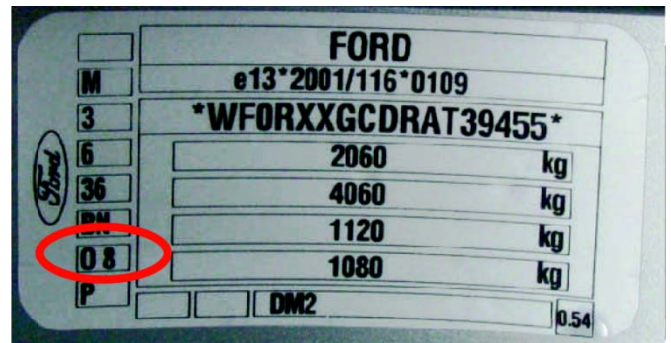 FORD
M e13*2001/116*0109
3 *WF0RXXGCDRAT39455*
6 2060 kg
Ford
36 4060 kg
BN 1120 kg
0 8 1080 kg
P DM2 0.54